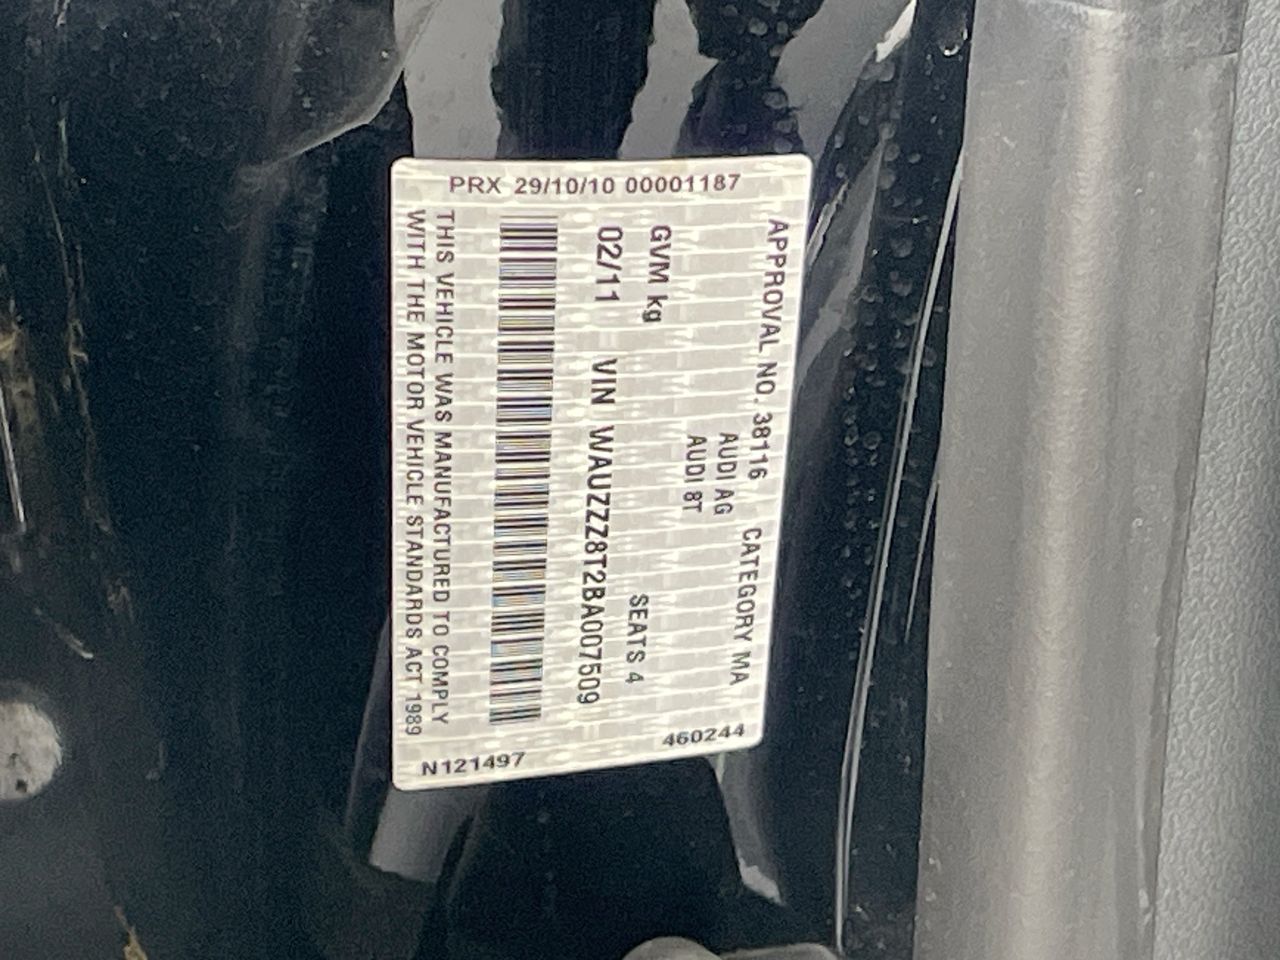 PRX 29/10/10 00001187
APPROVAL NO. 38116 CATEGORY MA
AUDI AG
AUDI 8T
GVM kg SEATS 4
02/11 VIN WAUZZZ8T2BA007509
THIS VEHICLE WAS MANUFACTURED TO COMPLY
WITH THE MOTOR VEHICLE STANDARDS ACT 1989
N121497 460244